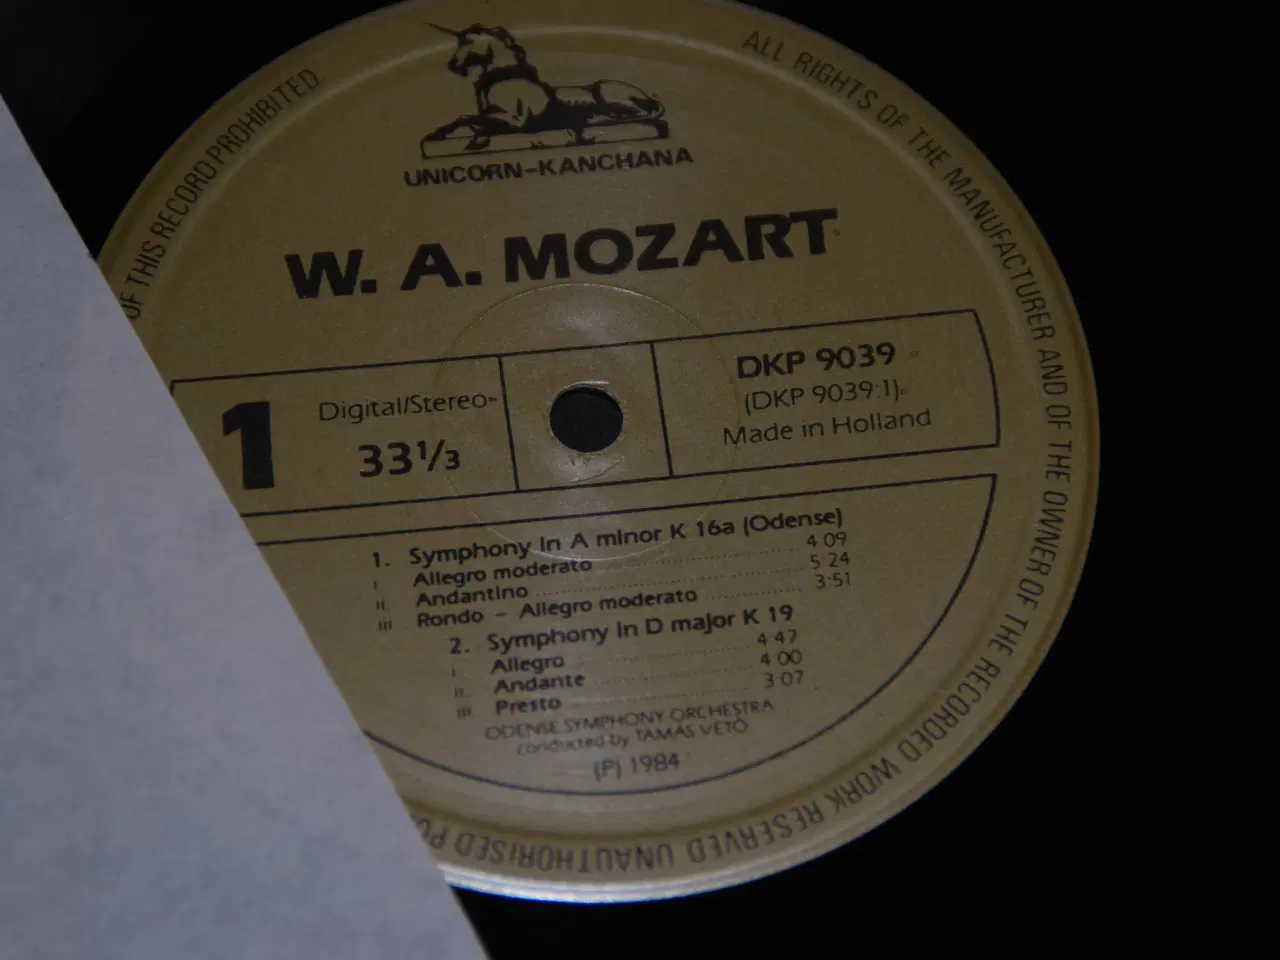 UNICORN-KANCHANA
W. A. MOZART
1
Digital/Stereo
33⅓
DKP 9039
(DKP 9039:1)
Made in Holland
1. Symphony in A minor K 16a (Odense)
i Allegro moderato 4 09
ii Andantino 5 24
iii Rondo – Allegro moderato 3:51
2. Symphony in D major K 19
i Allegro 4 47
ii Andante 4 00
iii Presto 3 07
ODENSE SYMPHONY ORCHESTRA
conducted by TAMÁS VETÖ
(P) 1984
ALL RIGHTS OF THE MANUFACTURER AND OF THE OWNER OF THE RECORDED WORK RESERVED UNAUTHORISED
OF THIS RECORD PROHIBITED